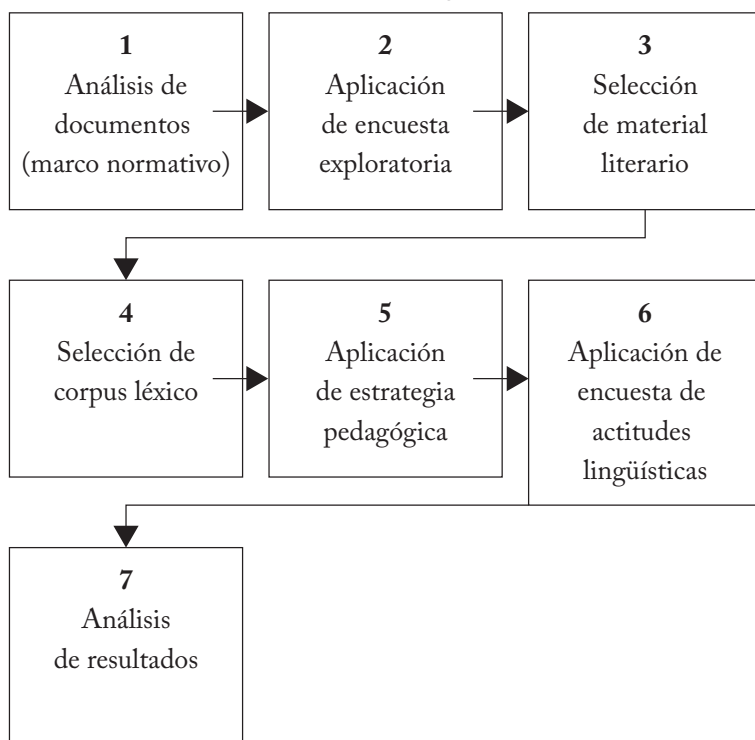 1
Análisis de
documentos
(marco normativo)
2
Aplicación
de encuesta
exploratoria
3
Selección
de material
literario
4
Selección de
corpus léxico
5
Aplicación
de estrategia
pedagógica
6
Aplicación de
encuesta de
actitudes
lingüísticas
7
Análisis
de resultados